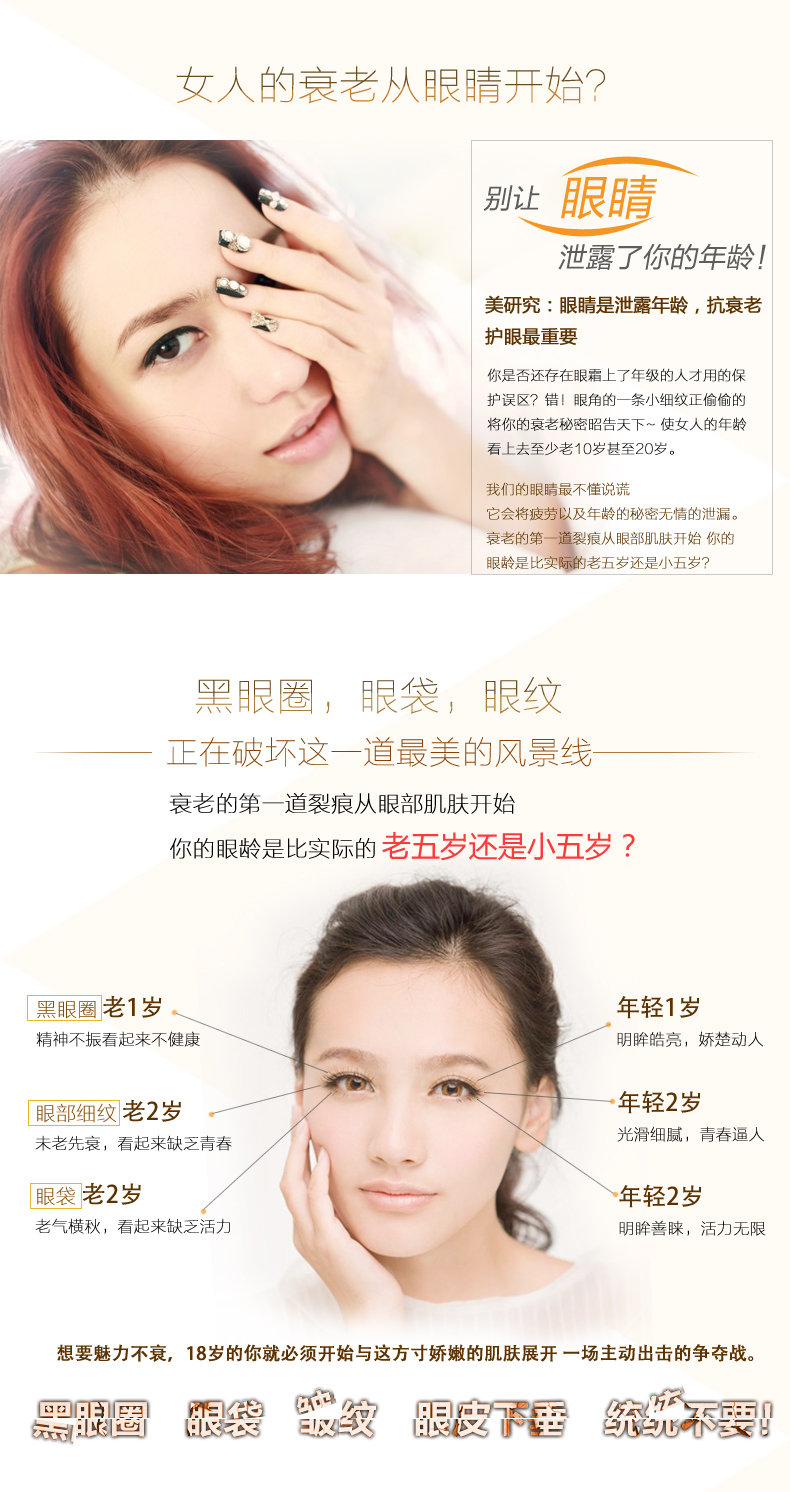 女人的衰老从眼睛开始?
别让 眼睛
泄露了你的年龄!
美研究：眼睛是泄露年龄，抗衰老
护眼最重要
你是否还存在眼霜上了年级的人才用的保
护误区？错！眼角的一条小细纹正偷偷的
将你的衰老秘密昭告天下~ 使女人的年龄
看上去至少老10岁甚至20岁。
我们的眼睛最不懂说谎
它会将疲劳以及年龄的秘密无情的泄漏。
衰老的第一道裂痕从眼部肌肤开始 你的
眼龄是比实际的老五岁还是小五岁?
黑眼圈，眼袋，眼纹
正在破坏这一道最美的风景线
衰老的第一道裂痕从眼部肌肤开始
你的眼龄是比实际的 老五岁还是小五岁？
黑眼圈 老1岁
精神不振看起来不健康
眼部细纹 老2岁
未老先衰，看起来缺乏青春
眼袋 老2岁
老气横秋，看起来缺乏活力
年轻1岁
明眸皓亮，娇楚动人
年轻2岁
光滑细腻，青春逼人
年轻2岁
明眸善睐，活力无限
想要魅力不衰，18岁的你就必须开始与这方寸娇嫩的肌肤展开 一场主动出击的争夺战。
黑眼圈 眼袋 皱纹 眼皮下垂 统统不要!